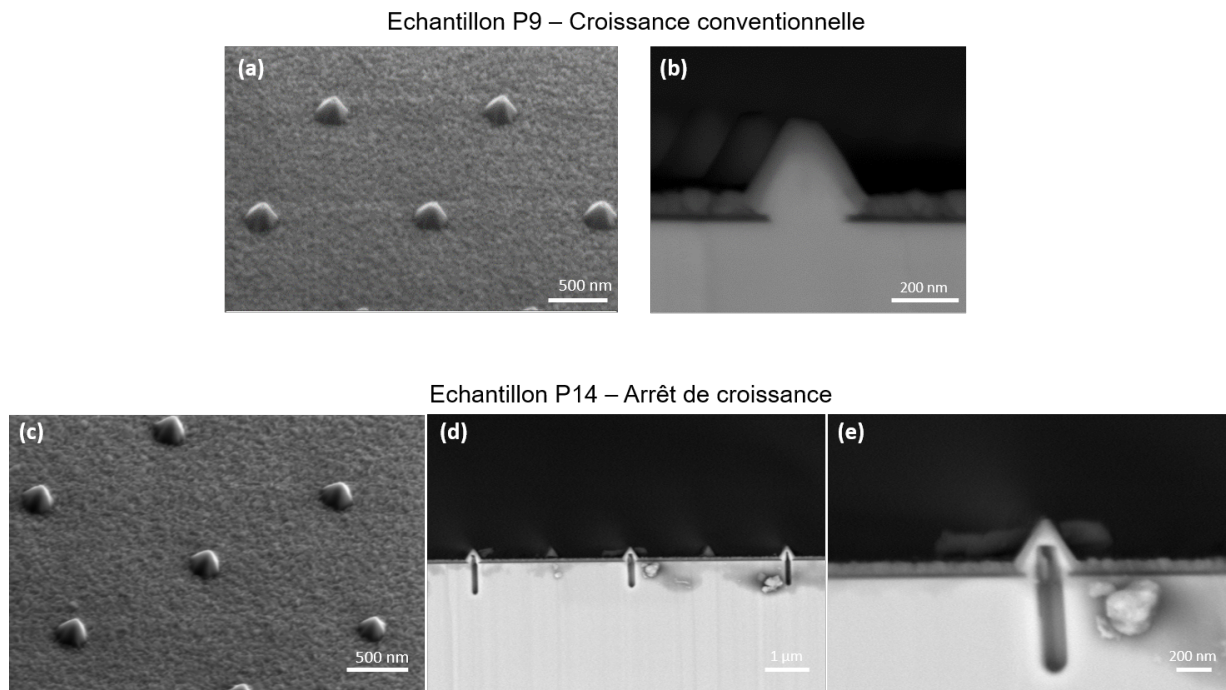 Echantillon P9 – Croissance conventionnelle
(a)
(b)
500 nm
200 nm
Echantillon P14 – Arrêt de croissance
(c)
(d)
(e)
500 nm
1 µm
200 nm